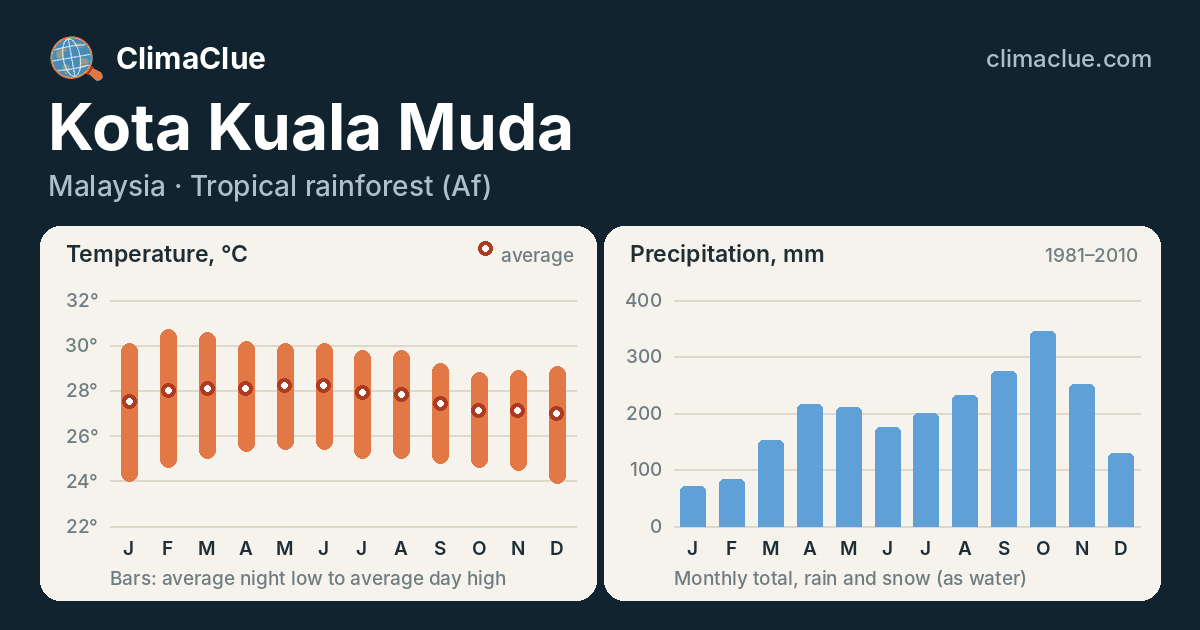 ClimaClue
climaclue.com
Kota Kuala Muda
Malaysia · Tropical rainforest (Af)
Temperature, °C
average
32°
30°
28°
26°
24°
22°
J F M A M J J A S O N D
Bars: average night low to average day high
Precipitation, mm
1981–2010
400
300
200
100
0
J F M A M J J A S O N D
Monthly total, rain and snow (as water)